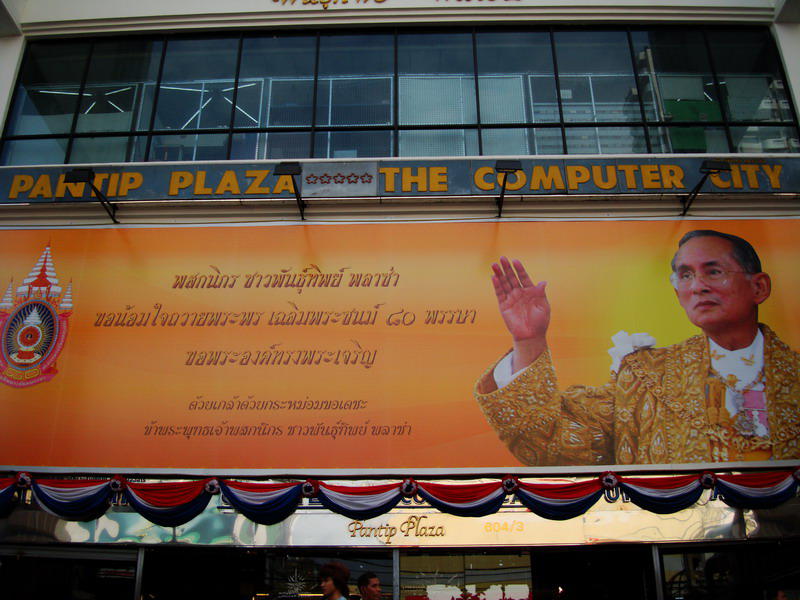 PANTIP PLAZA ☆☆☆☆☆ THE COMPUTER CITY
พสกนิกร ชาวพันธุ์ทิพย์ พลาซ่า
ขอน้อมใจถวายพระพร เฉลิมพระชนม์ ๘๐ พรรษา
ขอพระองค์ทรงพระเจริญ
ด้วยเกล้าด้วยกระหม่อมขอเดชะ
ข้าพระพุทธเจ้าพสกนิกร ชาวพันธุ์ทิพย์ พลาซ่า
Pantip Plaza 604/3